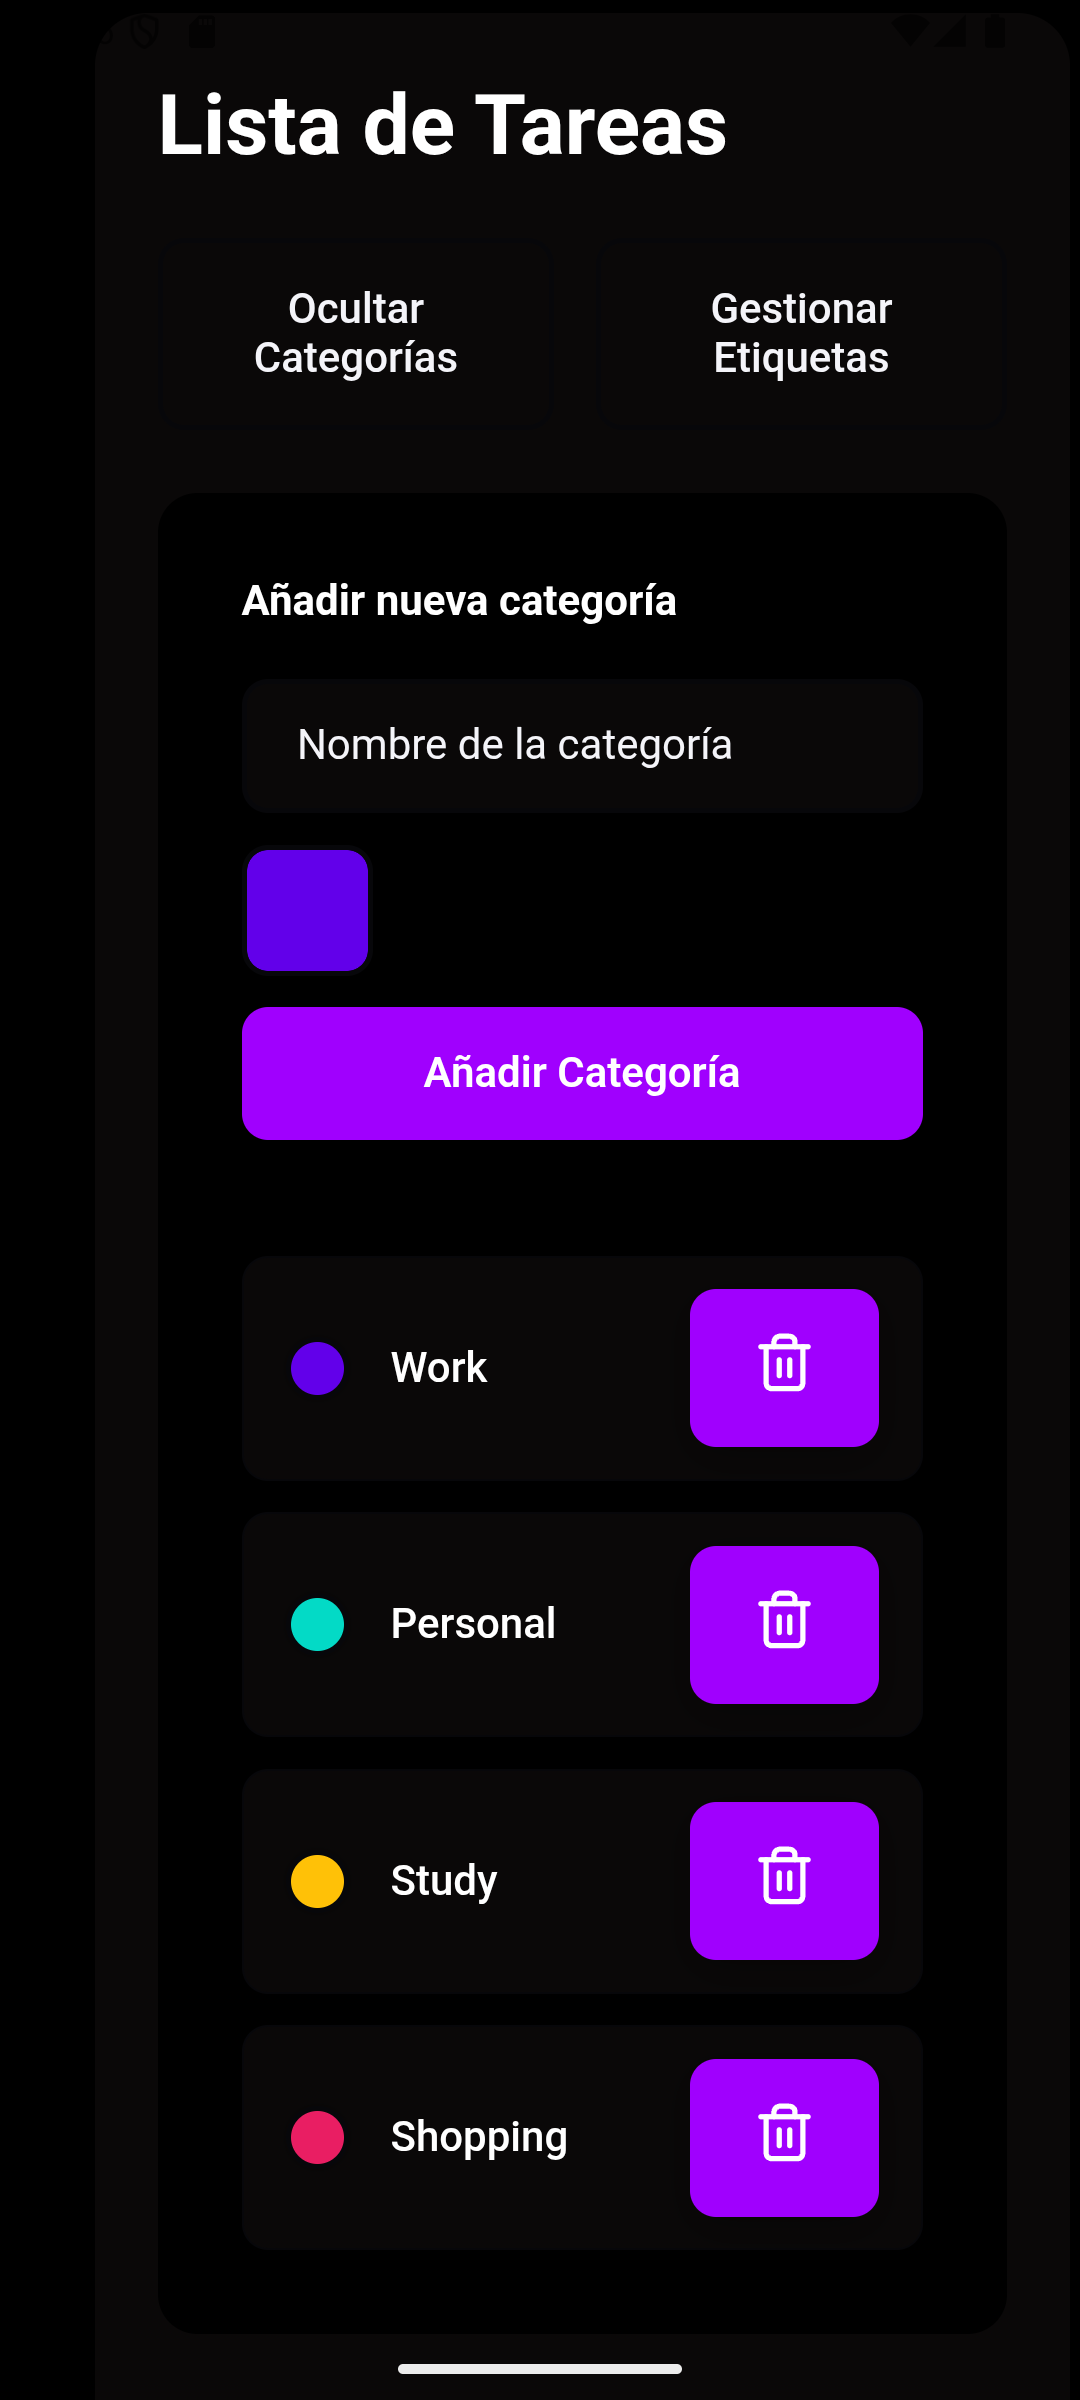 Lista de Tareas
Ocultar
Categorías
Gestionar
Etiquetas
Añadir nueva categoría
Nombre de la categoría
Añadir Categoría
Work
Personal
Study
Shopping